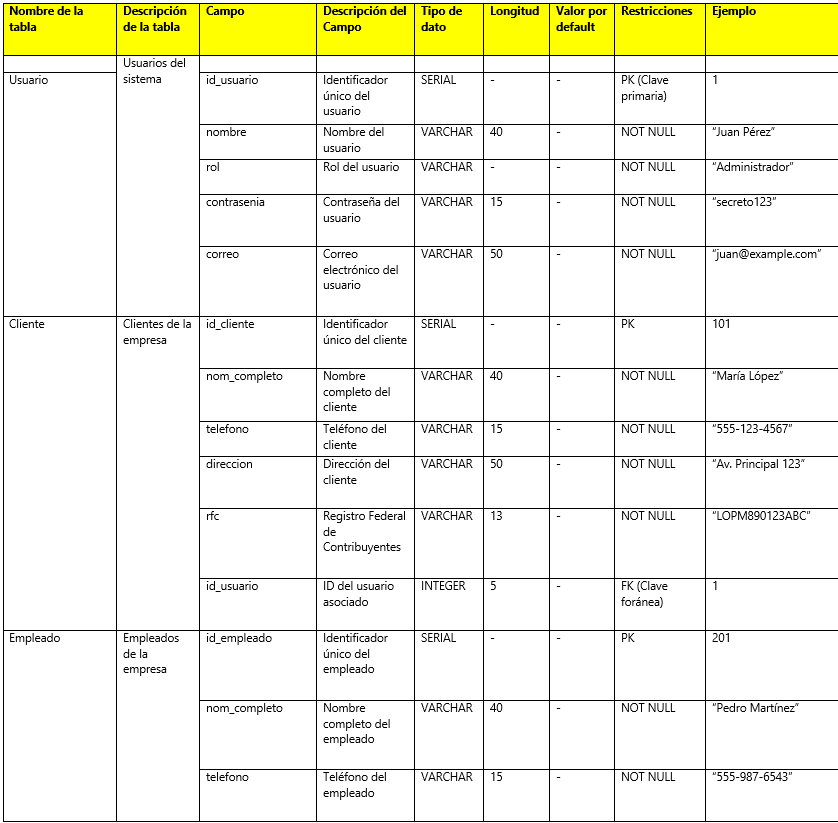 Nombre de la tabla | Descripción de la tabla | Campo | Descripción del Campo | Tipo de dato | Longitud | Valor por default | Restricciones | Ejemplo
Usuario | Usuarios del sistema | id_usuario | Identificador único del usuario | SERIAL | - | - | PK (Clave primaria) | 1
nombre | Nombre del usuario | VARCHAR | 40 | - | NOT NULL | “Juan Pérez”
rol | Rol del usuario | VARCHAR | - | - | NOT NULL | “Administrador”
contrasenia | Contraseña del usuario | VARCHAR | 15 | - | NOT NULL | “secreto123”
correo | Correo electrónico del usuario | VARCHAR | 50 | - | NOT NULL | “juan@example.com”
Cliente | Clientes de la empresa | id_cliente | Identificador único del cliente | SERIAL | - | - | PK | 101
nom_completo | Nombre completo del cliente | VARCHAR | 40 | - | NOT NULL | “María López”
telefono | Teléfono del cliente | VARCHAR | 15 | - | NOT NULL | “555-123-4567”
direccion | Dirección del cliente | VARCHAR | 50 | - | NOT NULL | “Av. Principal 123”
rfc | Registro Federal de Contribuyentes | VARCHAR | 13 | - | NOT NULL | “LOPM890123ABC”
id_usuario | ID del usuario asociado | INTEGER | 5 | - | FK (Clave foránea) | 1
Empleado | Empleados de la empresa | id_empleado | Identificador único del empleado | SERIAL | - | - | PK | 201
nom_completo | Nombre completo del empleado | VARCHAR | 40 | - | NOT NULL | “Pedro Martínez”
telefono | Teléfono del empleado | VARCHAR | 15 | - | NOT NULL | “555-987-6543”